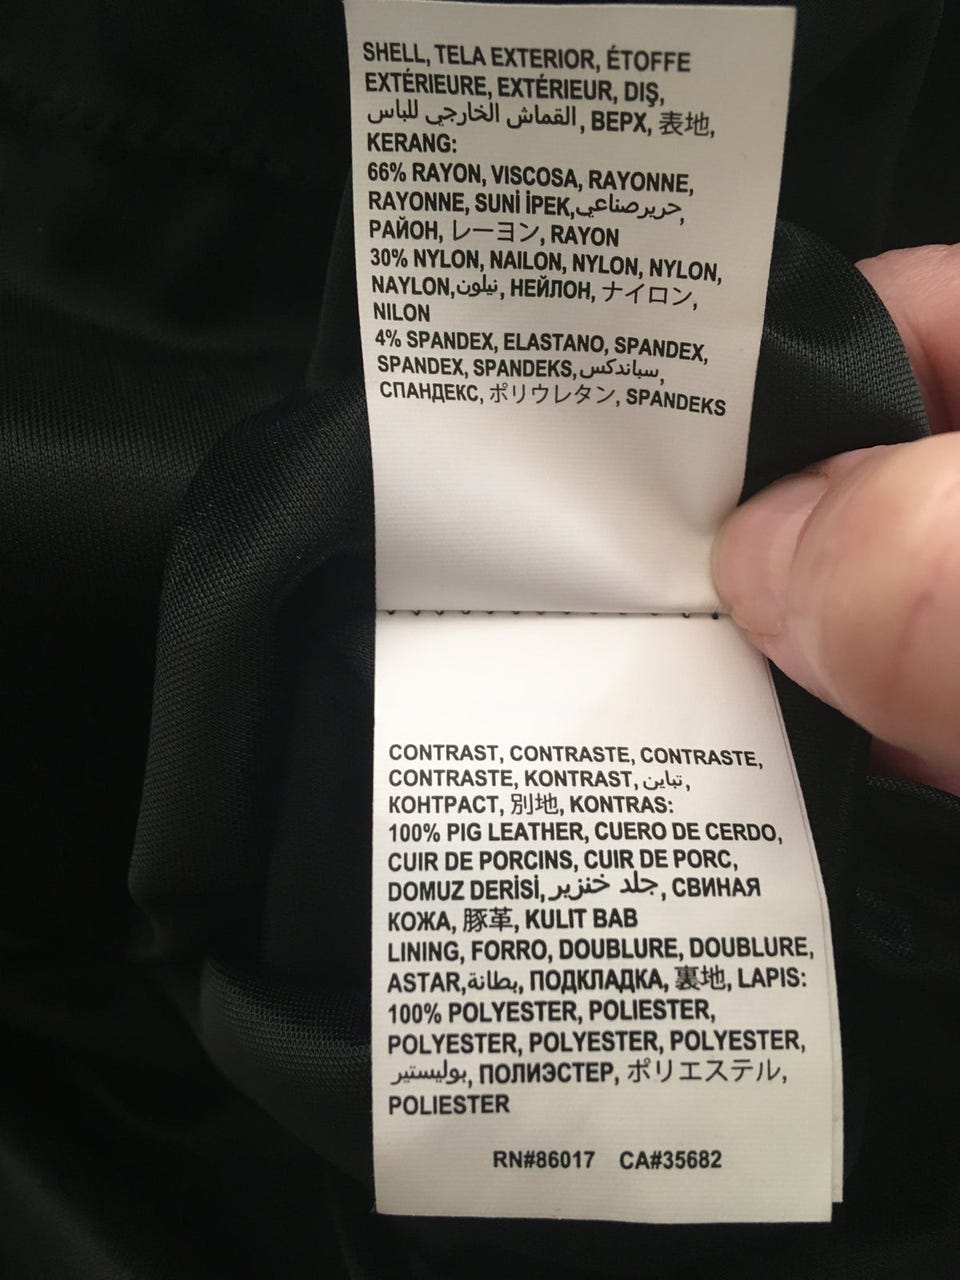 SHELL, TELA EXTERIOR, ÉTOFFE
EXTÉRIEURE, EXTÉRIEUR, DIŞ,
القماش الخارجي للباس, ВЕРХ, 表地,
KERANG:
66% RAYON, VISCOSA, RAYONNE,
RAYONNE, SUNİ İPEK, حريرصناعي,
РАЙОН, レーヨン, RAYON
30% NYLON, NAILON, NYLON, NYLON,
NAYLON, نيلون, НЕЙЛОН, ナイロン,
NILON
4% SPANDEX, ELASTANO, SPANDEX,
SPANDEX, SPANDEKS, سباندكس,
СПАНДЕКС, ポリウレタン, SPANDEKS
CONTRAST, CONTRASTE, CONTRASTE,
CONTRASTE, KONTRAST, تباين,
КОНТРАСТ, 別地, KONTRAS:
100% PIG LEATHER, CUERO DE CERDO,
CUIR DE PORCINS, CUIR DE PORC,
DOMUZ DERİSİ, جلد خنزير, СВИНАЯ
КОЖА, 豚革, KULIT BAB
LINING, FORRO, DOUBLURE, DOUBLURE,
ASTAR, بطانة, ПОДКЛАДКА, 裏地, LAPIS:
100% POLYESTER, POLIESTER,
POLYESTER, POLYESTER, POLYESTER,
بوليستير, ПОЛИЭСТЕР, ポリエステル,
POLIESTER
RN#86017 CA#35682